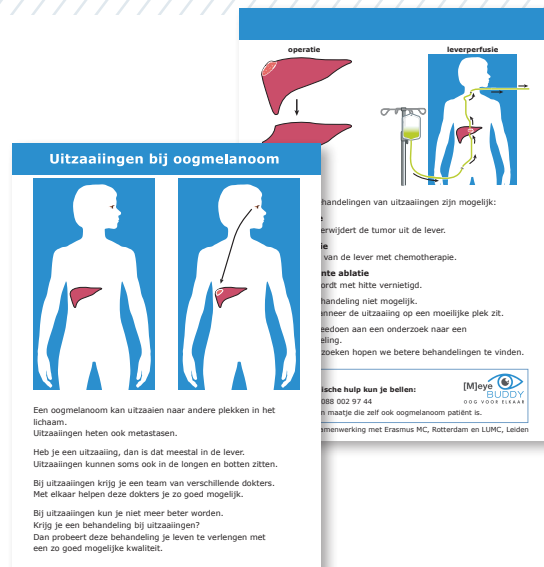 operatie
leverperfusie
handelingen van uitzaaiingen zijn mogelijk:
erwijdert de tumor uit de lever.
van de lever met chemotherapie.
nte ablatie
ordt met hitte vernietigd.
handeling niet mogelijk.
nneer de uitzaaiing op een moeilijke plek zit.
eedoen aan een onderzoek naar een
eling.
zoeken hopen we betere behandelingen te vinden.
ische hulp kun je bellen:
088 002 97 44
n maatje die zelf ook oogmelanoom patiënt is.
[M]eye
BUDDY
OOG VOOR ELKAAR
menwerking met Erasmus MC, Rotterdam en LUMC, Leiden
Uitzaaiingen bij oogmelanoom
Een oogmelanoom kan uitzaaien naar andere plekken in het
lichaam.
Uitzaaiingen heten ook metastasen.
Heb je een uitzaaiing, dan is dat meestal in de lever.
Uitzaaiingen kunnen soms ook in de longen en botten zitten.
Bij uitzaaiingen krijg je een team van verschillende dokters.
Met elkaar helpen deze dokters je zo goed mogelijk.
Bij uitzaaiingen kun je niet meer beter worden.
Krijg je een behandeling bij uitzaaiingen?
Dan probeert deze behandeling je leven te verlengen met
een zo goed mogelijke kwaliteit.